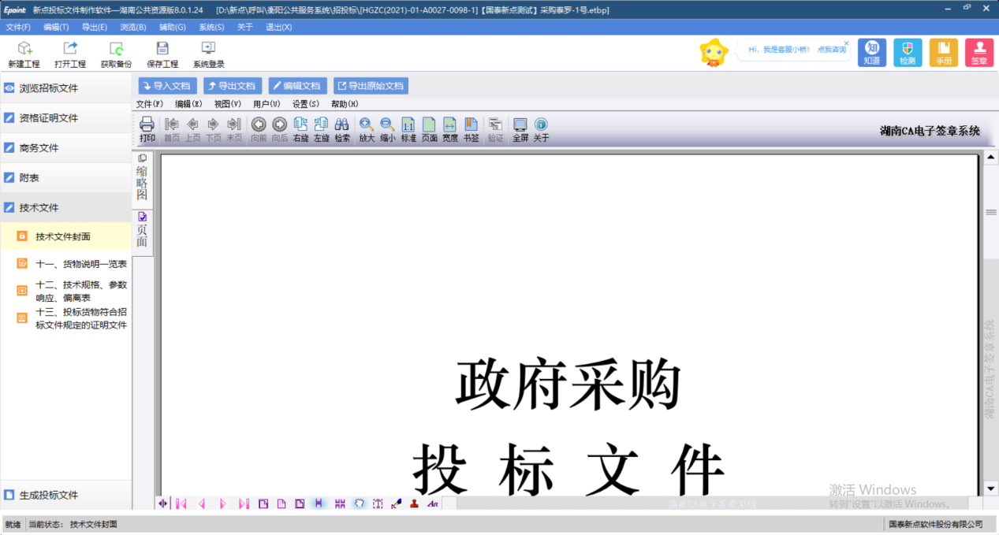 Epoint 新点投标文件制作软件—湖南公共资源版8.0.1.24 [D:\新点\呼叫\衡阳公共服务系统\招投标\[HGZC(2021)-01-A0027-0098-1]【国泰新点测试】采购泰罗-1号.etbp]
文件(F) 编辑(T) 导出(E) 浏览(B) 辅助(G) 系统(S) 关于 退出(X)
新建工程 打开工程 获取备份 保存工程 系统登录
Hi，我是客服小桥！ 点我咨询
知
知道 检测 手册 签章
浏览招标文件
资格证明文件
商务文件
附表
技术文件
技术文件封面
十一、货物说明一览表
十二、技术规格、参数
响应、偏离表
十三、投标货物符合招
标文件规定的证明文件
生成投标文件
导入文档 导出文档 编辑文档 导出原始文档
文件(F) 编辑(E) 视图(V) 用户(U) 设置(S) 帮助(H)
打印 首页 上页 下页 末页 向前 向后 右旋 左旋 检索 放大 缩小 标准 页面 宽度 书签 验证 全屏 关于
湖南CA电子签章系统
缩略图
页面
政府采购
投 标 文 件
湖南CA电子签章系统
激活 Windows
转到"设置"以激活 Windows。
湖南CA电子签章系统
就绪 当前状态： 技术文件封面
国泰新点软件股份有限公司